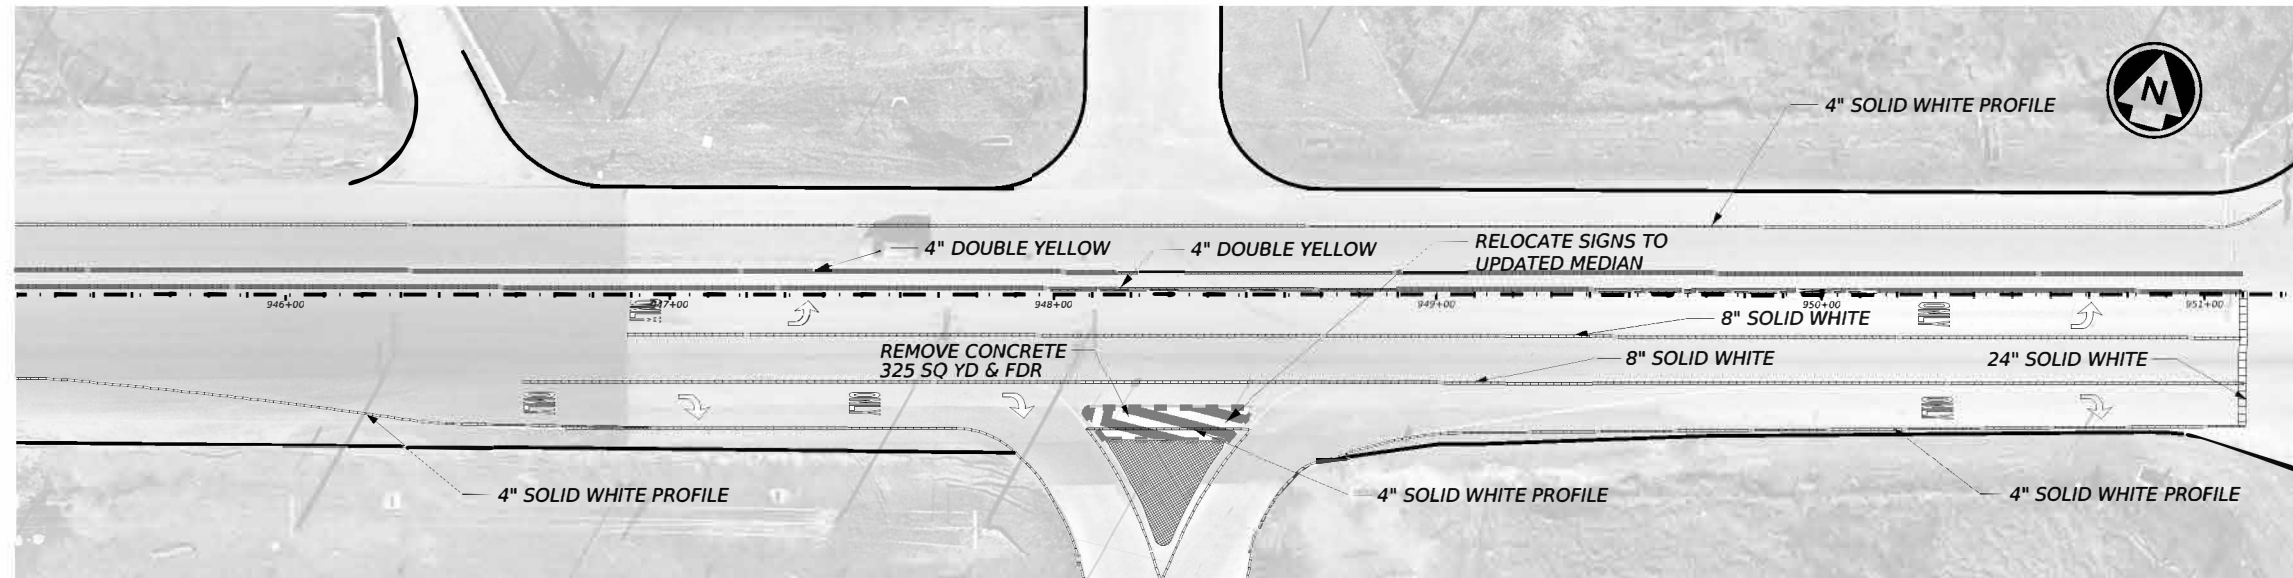 N
4" SOLID WHITE PROFILE
4" DOUBLE YELLOW
4" DOUBLE YELLOW
RELOCATE SIGNS TO
UPDATED MEDIAN
946+00
948+00
949+00
950+00
951+00
8" SOLID WHITE
REMOVE CONCRETE
325 SQ YD & FDR
8" SOLID WHITE
24" SOLID WHITE
4" SOLID WHITE PROFILE
4" SOLID WHITE PROFILE
4" SOLID WHITE PROFILE